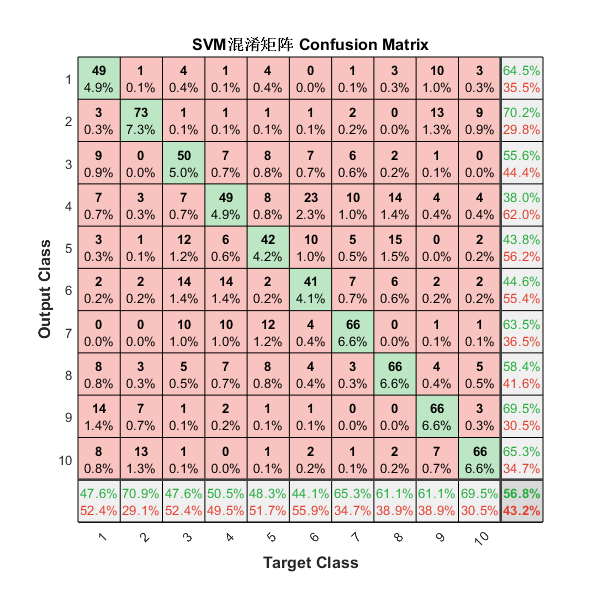 SVM混淆矩阵 Confusion Matrix
1 49 1 4 1 4 0 1 3 10 3 64.5%
4.9% 0.1% 0.4% 0.1% 0.4% 0.0% 0.1% 0.3% 1.0% 0.3% 35.5%
2 3 73 1 1 1 1 2 0 13 9 70.2%
0.3% 7.3% 0.1% 0.1% 0.1% 0.1% 0.2% 0.0% 1.3% 0.9% 29.8%
3 9 0 50 7 8 7 6 2 1 0 55.6%
0.9% 0.0% 5.0% 0.7% 0.8% 0.7% 0.6% 0.2% 0.1% 0.0% 44.4%
4 7 3 7 49 8 23 10 14 4 4 38.0%
0.7% 0.3% 0.7% 4.9% 0.8% 2.3% 1.0% 1.4% 0.4% 0.4% 62.0%
5 3 1 12 6 42 10 5 15 0 2 43.8%
0.3% 0.1% 1.2% 0.6% 4.2% 1.0% 0.5% 1.5% 0.0% 0.2% 56.2%
6 2 2 14 14 2 41 7 6 2 2 44.6%
0.2% 0.2% 1.4% 1.4% 0.2% 4.1% 0.7% 0.6% 0.2% 0.2% 55.4%
7 0 0 10 10 12 4 66 0 1 1 63.5%
0.0% 0.0% 1.0% 1.0% 1.2% 0.4% 6.6% 0.0% 0.1% 0.1% 36.5%
8 8 3 5 7 8 4 3 66 4 5 58.4%
0.8% 0.3% 0.5% 0.7% 0.8% 0.4% 0.3% 6.6% 0.4% 0.5% 41.6%
9 14 7 1 2 1 1 0 0 66 3 69.5%
1.4% 0.7% 0.1% 0.2% 0.1% 0.1% 0.0% 0.0% 6.6% 0.3% 30.5%
10 8 13 1 0 1 2 1 2 7 66 65.3%
0.8% 1.3% 0.1% 0.0% 0.1% 0.2% 0.1% 0.2% 0.7% 6.6% 34.7%
47.6% 70.9% 47.6% 50.5% 48.3% 44.1% 65.3% 61.1% 61.1% 69.5% 56.8%
52.4% 29.1% 52.4% 49.5% 51.7% 55.9% 34.7% 38.9% 38.9% 30.5% 43.2%
1 2 3 4 5 6 7 8 9 10
Target Class
Output Class